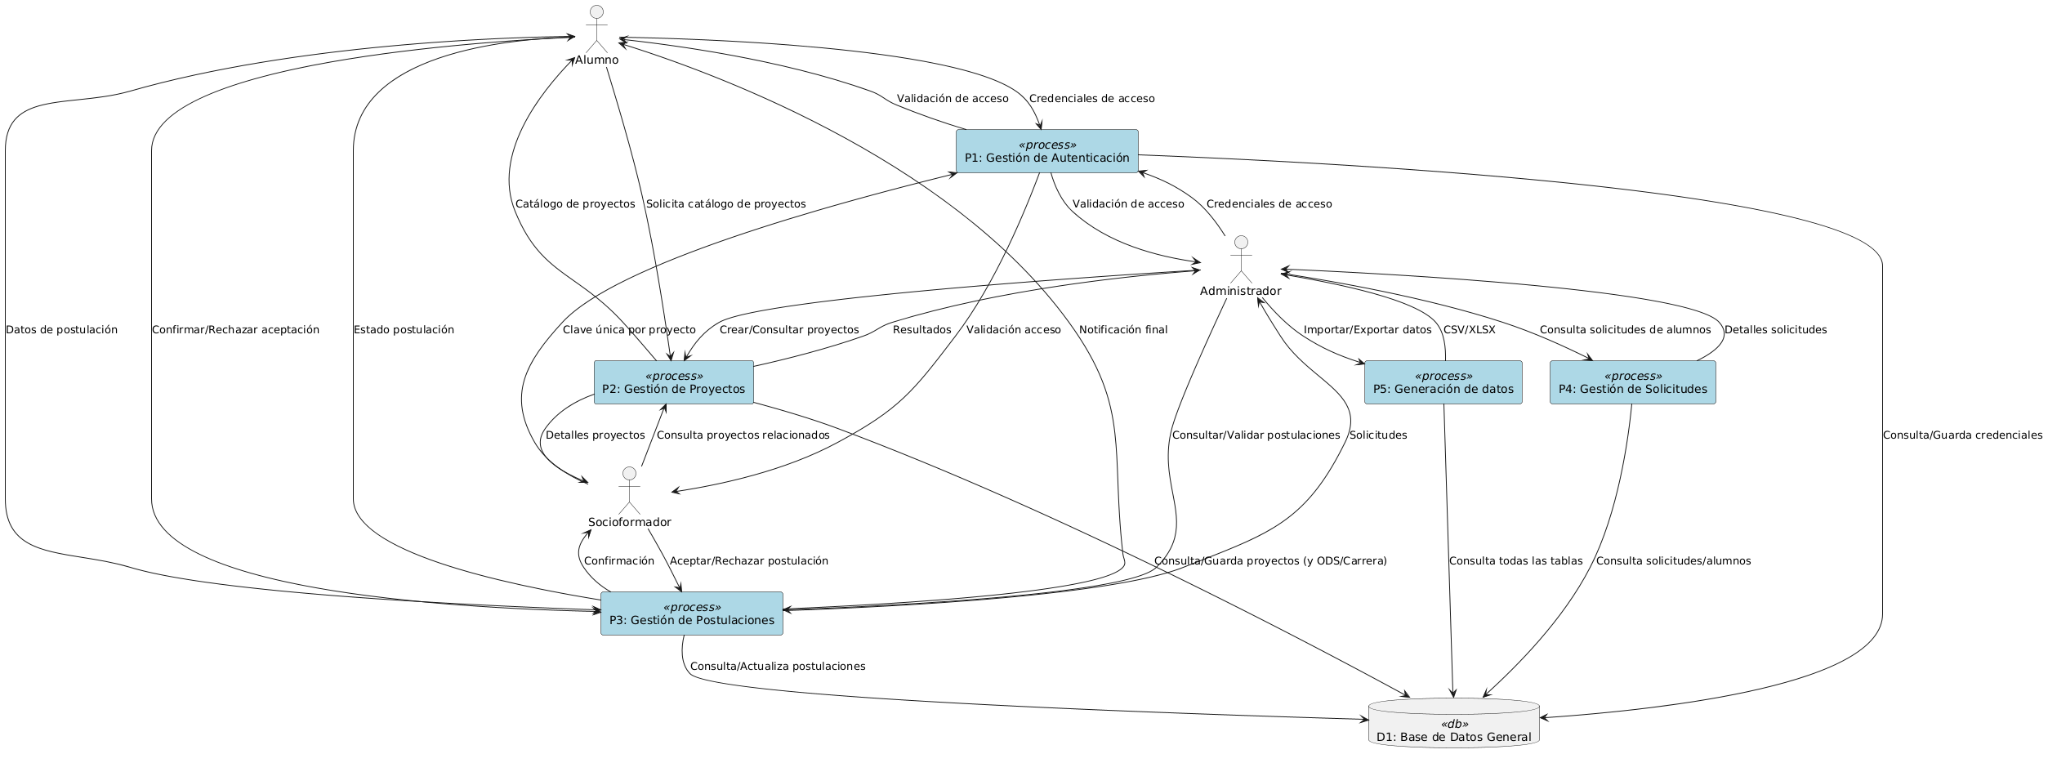 Alumno
Validación de acceso
Credenciales de acceso
«process»
P1: Gestión de Autenticación
Catálogo de proyectos
Solicita catálogo de proyectos
Validación de acceso
Credenciales de acceso
Administrador
Datos de postulación
Confirmar/Rechazar aceptación
Estado postulación
Clave única por proyecto
Crear/Consultar proyectos
Resultados
Validación acceso
Notificación final
Importar/Exportar datos
CSV/XLSX
Consulta solicitudes de alumnos
Detalles solicitudes
«process»
P2: Gestión de Proyectos
«process»
P5: Generación de datos
«process»
P4: Gestión de Solicitudes
Detalles proyectos
Consulta proyectos relacionados
Consultar/Validar postulaciones
Solicitudes
Consulta/Guarda credenciales
Socioformador
Confirmación
Aceptar/Rechazar postulación
Consulta/Guarda proyectos (y ODS/Carrera)
Consulta todas las tablas
Consulta solicitudes/alumnos
«process»
P3: Gestión de Postulaciones
Consulta/Actualiza postulaciones
«db»
D1: Base de Datos General